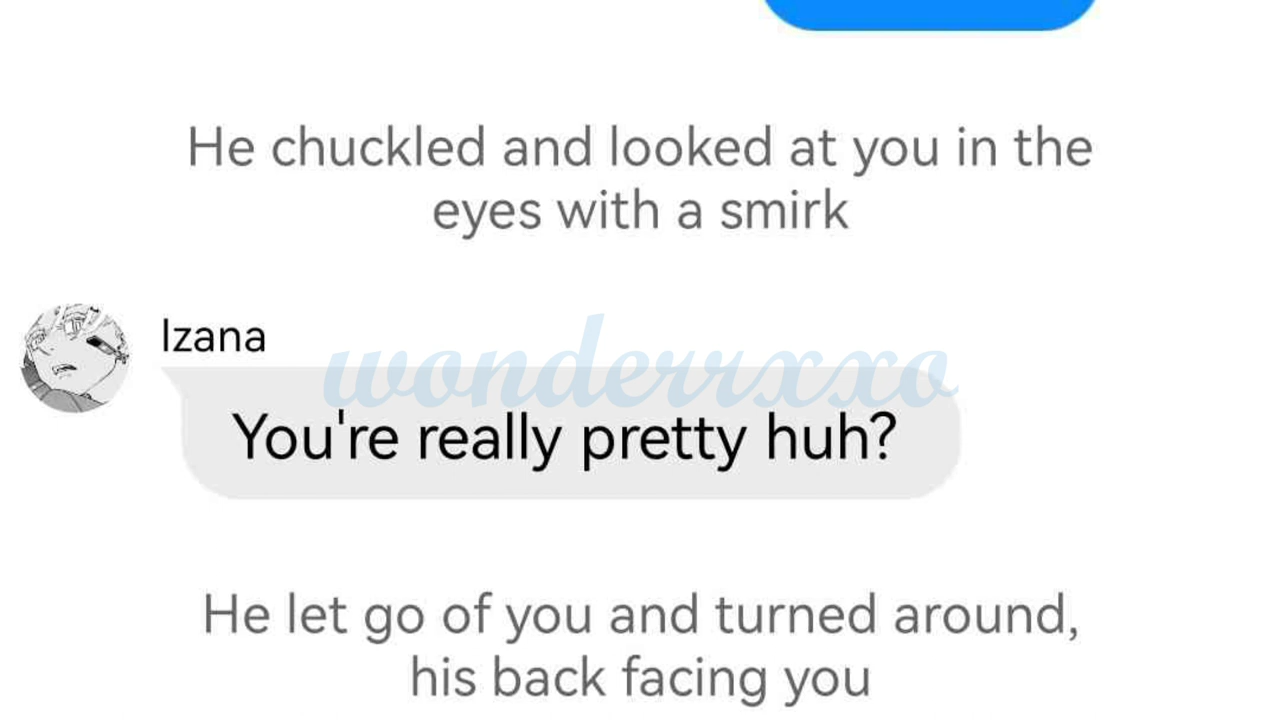 He chuckled and looked at you in the
eyes with a smirk
Izana
wonderrxxo
You're really pretty huh?
He let go of you and turned around,
his back facing you